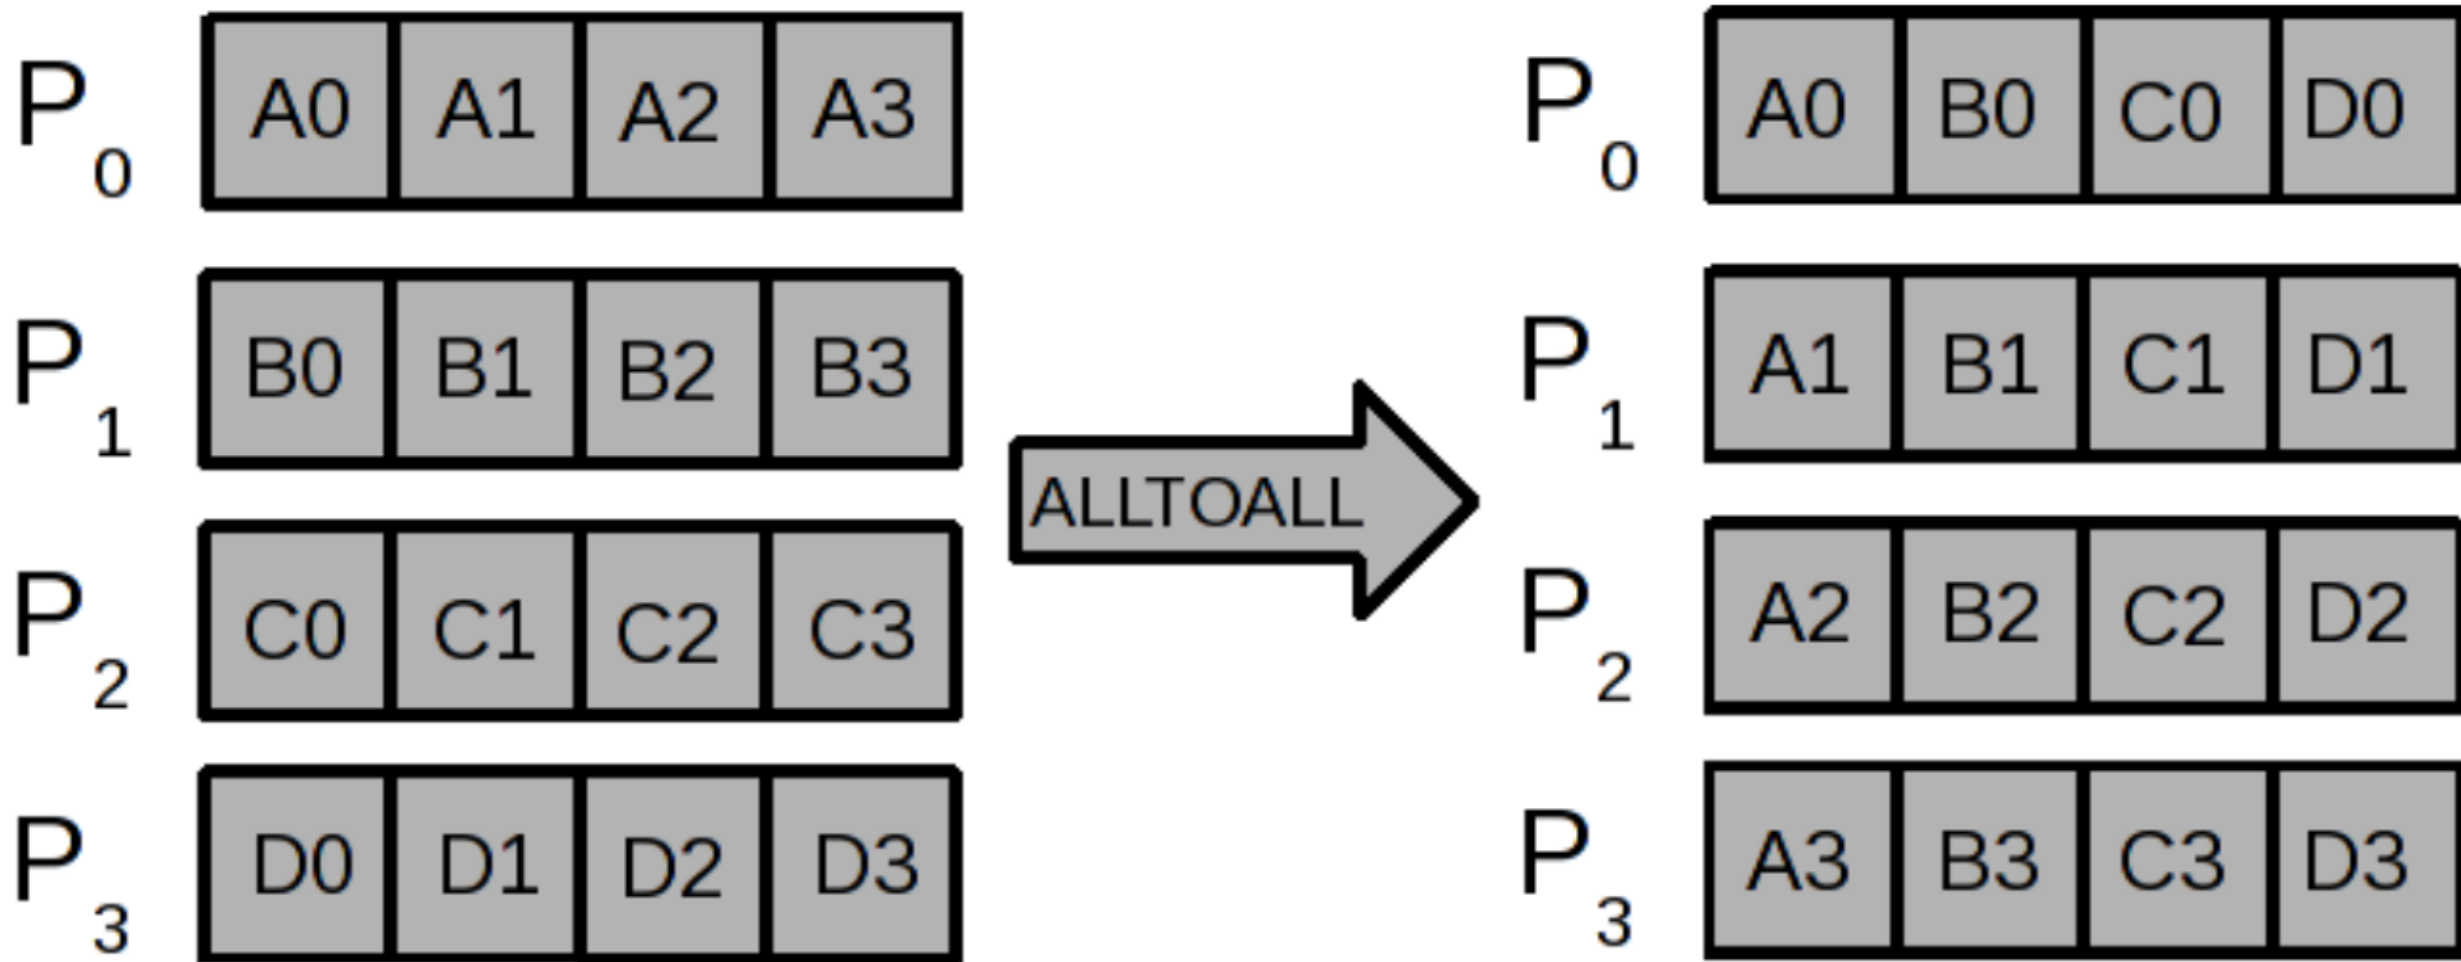 P0 A0 A1 A2 A3 P0 A0 B0 C0 D0
P1 B0 B1 B2 B3 P1 A1 B1 C1 D1
ALLTOALL
P2 C0 C1 C2 C3 P2 A2 B2 C2 D2
P3 D0 D1 D2 D3 P3 A3 B3 C3 D3